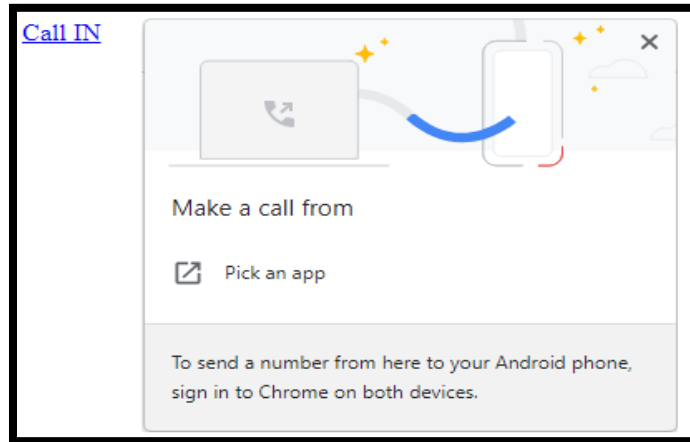 Call IN
Make a call from
Pick an app
To send a number from here to your Android phone,
sign in to Chrome on both devices.